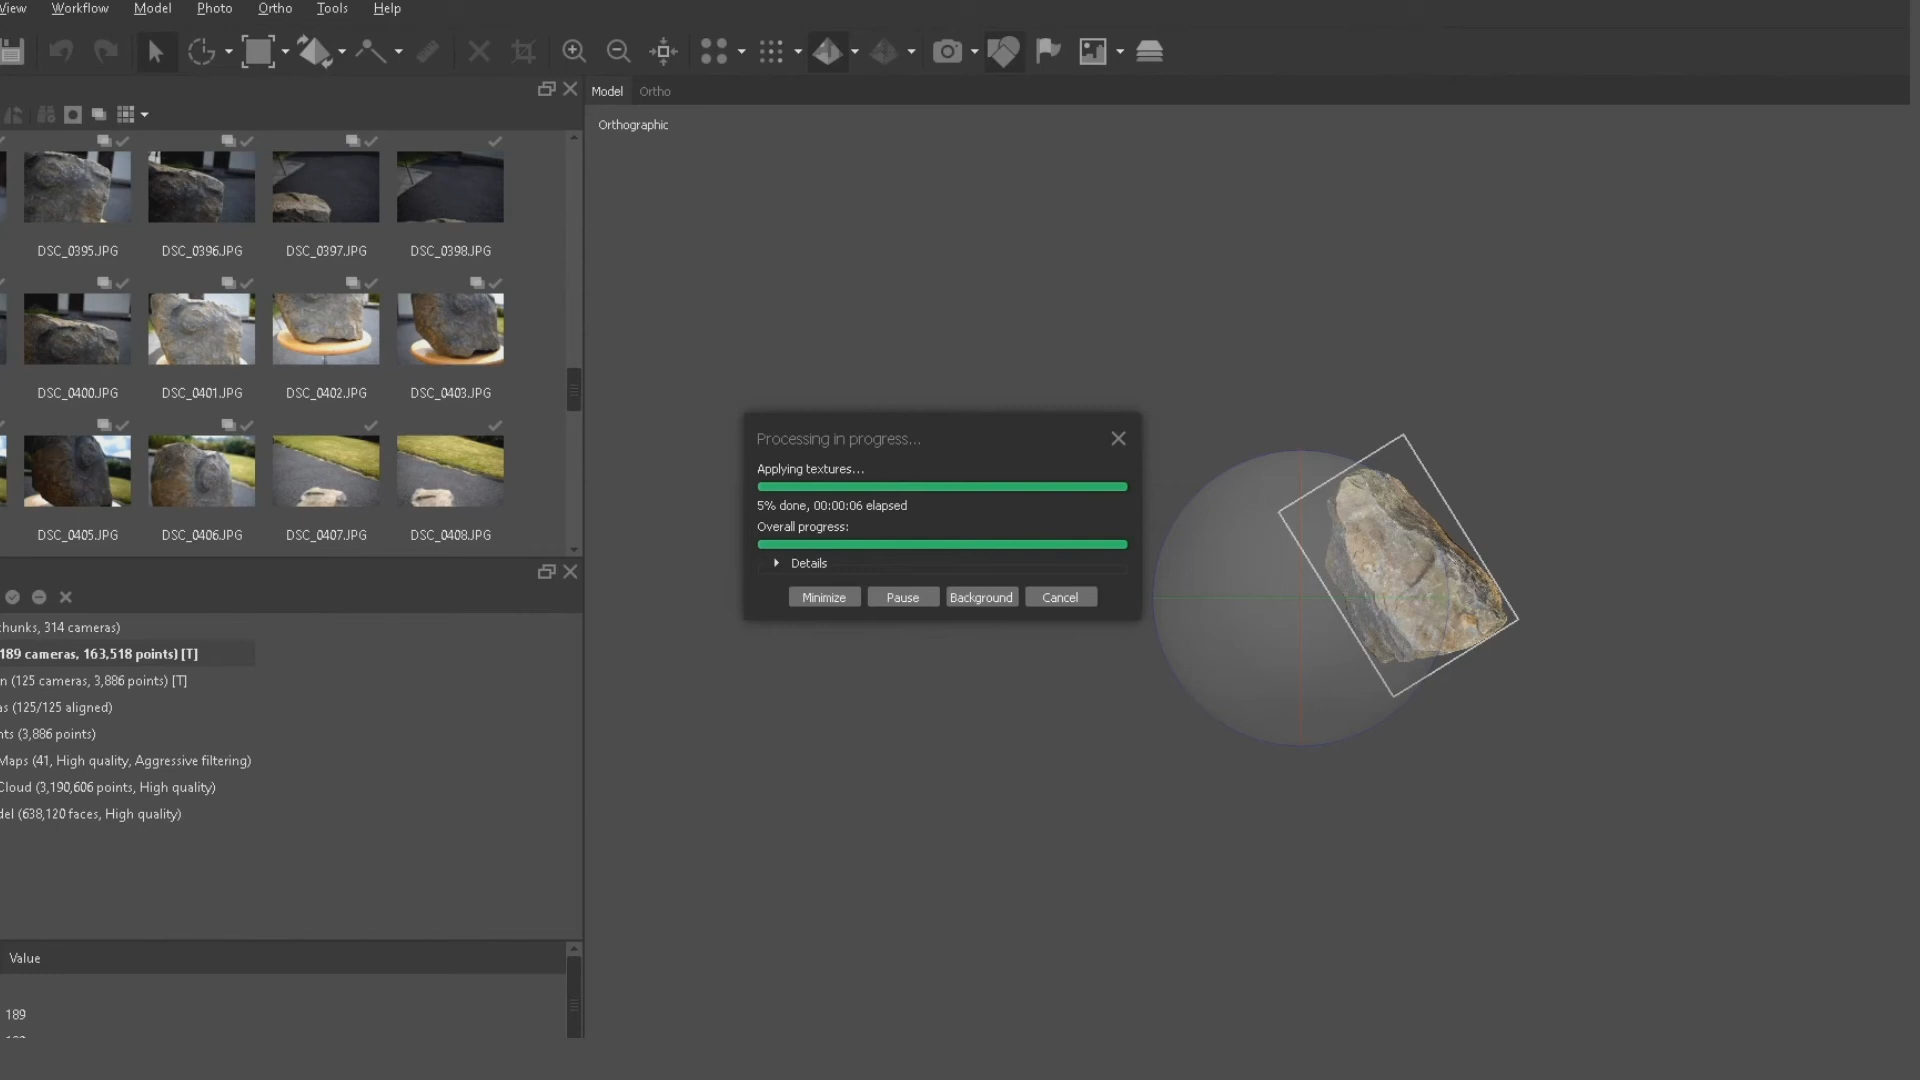 View Workflow Model Photo Ortho Tools Help
Model Ortho
Orthographic
DSC_0395.JPG DSC_0396.JPG DSC_0397.JPG DSC_0398.JPG
DSC_0400.JPG DSC_0401.JPG DSC_0402.JPG DSC_0403.JPG
DSC_0405.JPG DSC_0406.JPG DSC_0407.JPG DSC_0408.JPG
Processing in progress...
Applying textures...
5% done, 00:00:06 elapsed
Overall progress:
Details
Minimize Pause Background Cancel
hunks, 314 cameras)
189 cameras, 163,518 points) [T]
n (125 cameras, 3,886 points) [T]
as (125/125 aligned)
nts (3,886 points)
Maps (41, High quality, Aggressive filtering)
Cloud (3,190,606 points, High quality)
del (638,120 faces, High quality)
Value
189